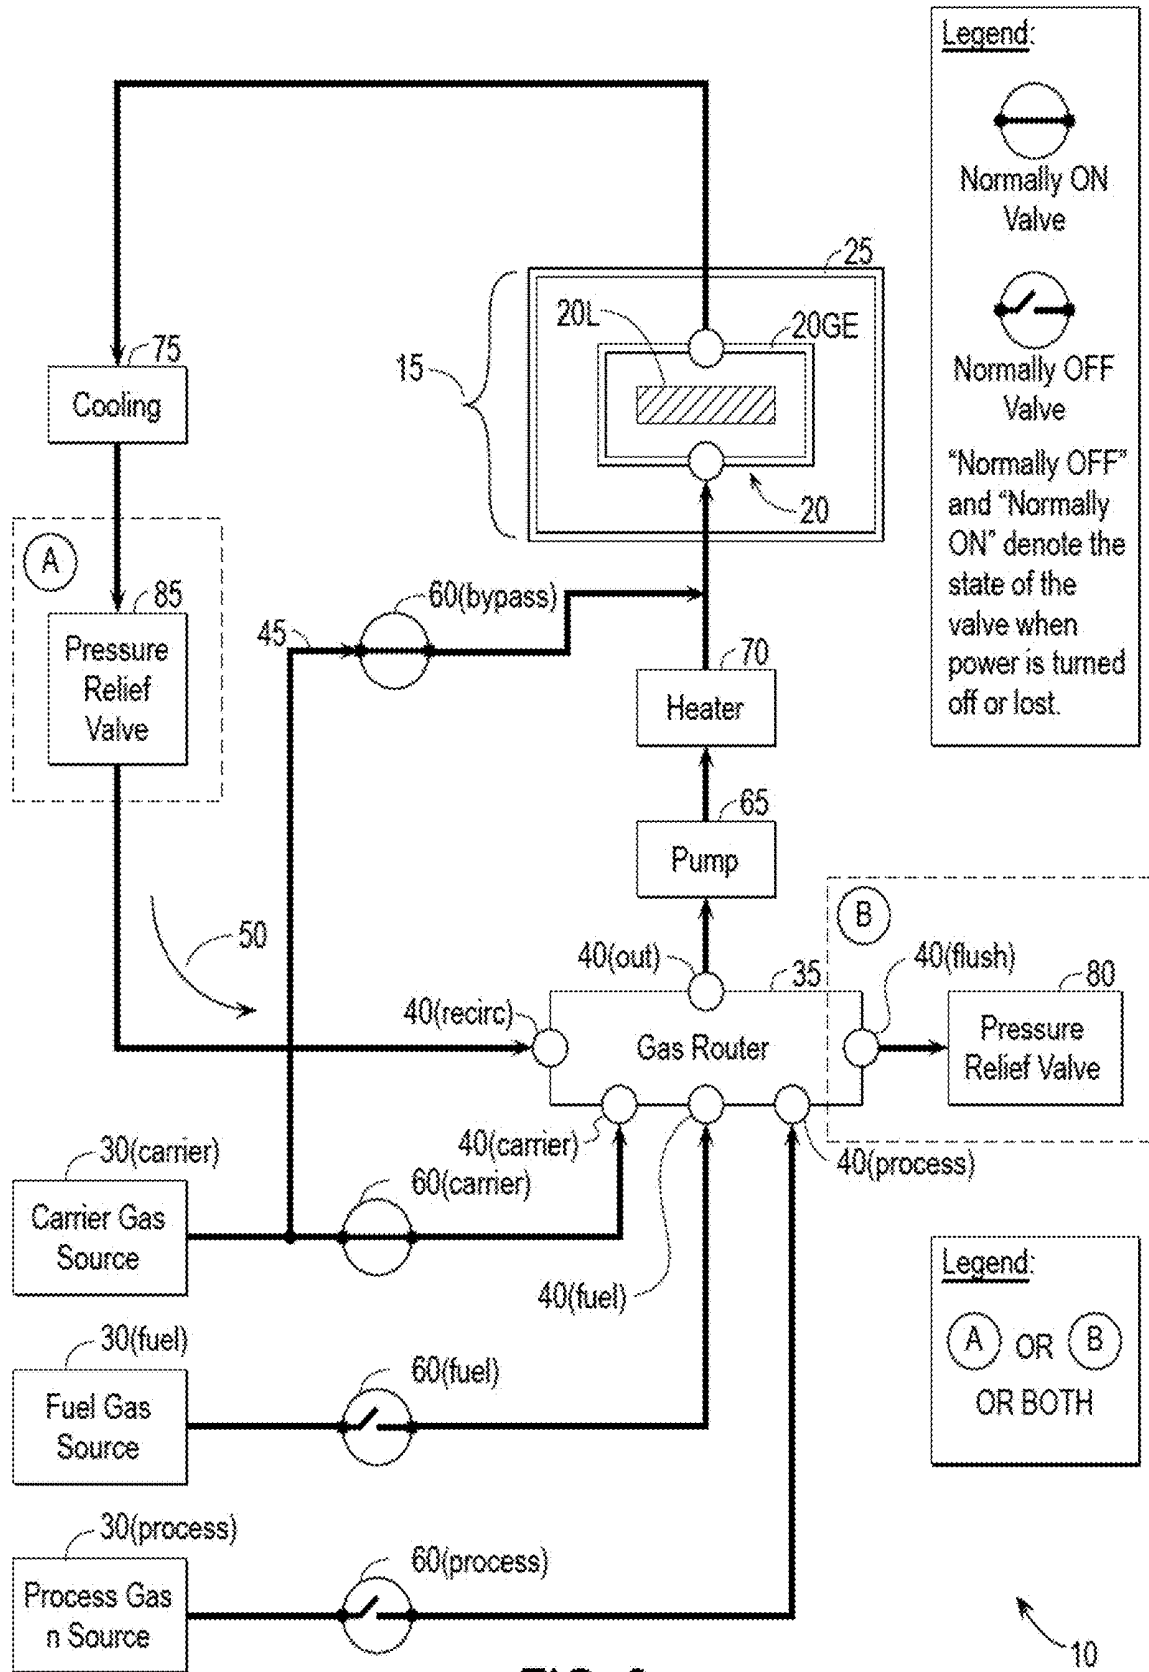 Legend:
Normally ON
Valve
Normally OFF
Valve
"Normally OFF"
and "Normally
ON" denote the
state of the
valve when
power is turned
off or lost.
25
20L
20GE
15
20
75
Cooling
A
85
Pressure
Relief
Valve
45
60(bypass)
70
Heater
65
Pump
50
B
40(out)
35
40(flush)
80
40(recirc)
Gas Router
Pressure
Relief Valve
40(carrier)
40(process)
30(carrier)
60(carrier)
Carrier Gas
Source
40(fuel)
Legend:
A OR B
OR BOTH
30(fuel)
60(fuel)
Fuel Gas
Source
30(process)
60(process)
Process Gas
n Source
10